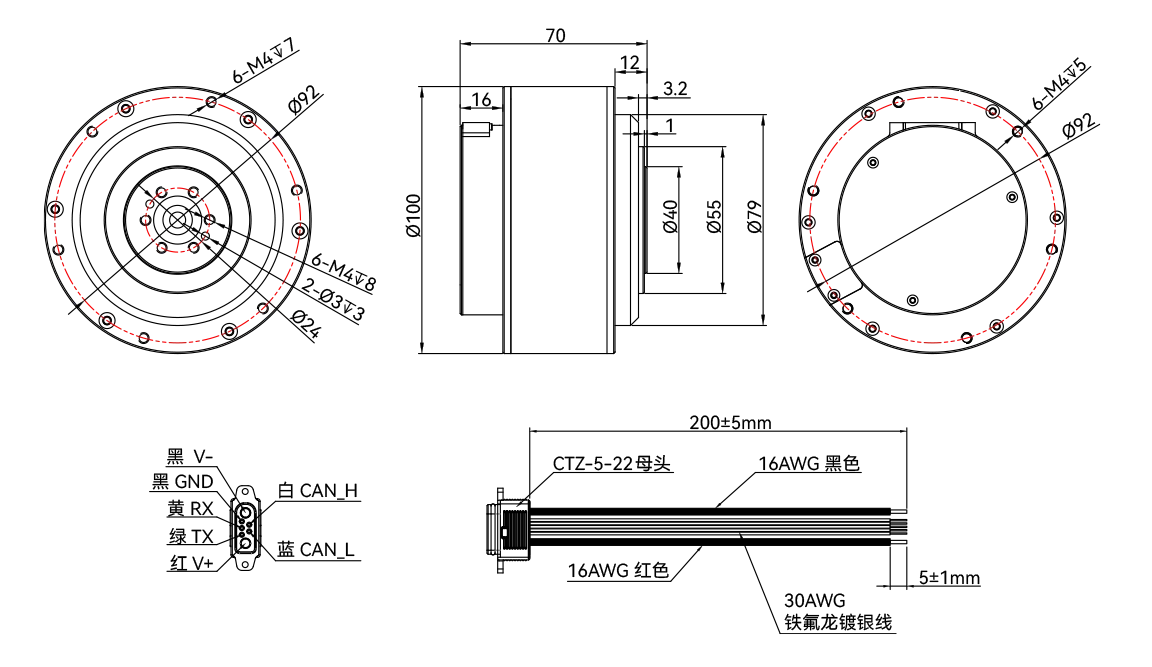 6-M4↧7
Ø92
6-M4↧8
2-Ø3↧3
Ø24
70
12
16
3.2
1
Ø100
Ø40
Ø55
Ø79
6-M4↧5
Ø92
黑 V-
黑 GND
黄 RX
绿 TX
红 V+
白 CAN_H
蓝 CAN_L
200±5mm
CTZ-5-22母头
16AWG 黑色
16AWG 红色
5±1mm
30AWG
铁氟龙镀银线